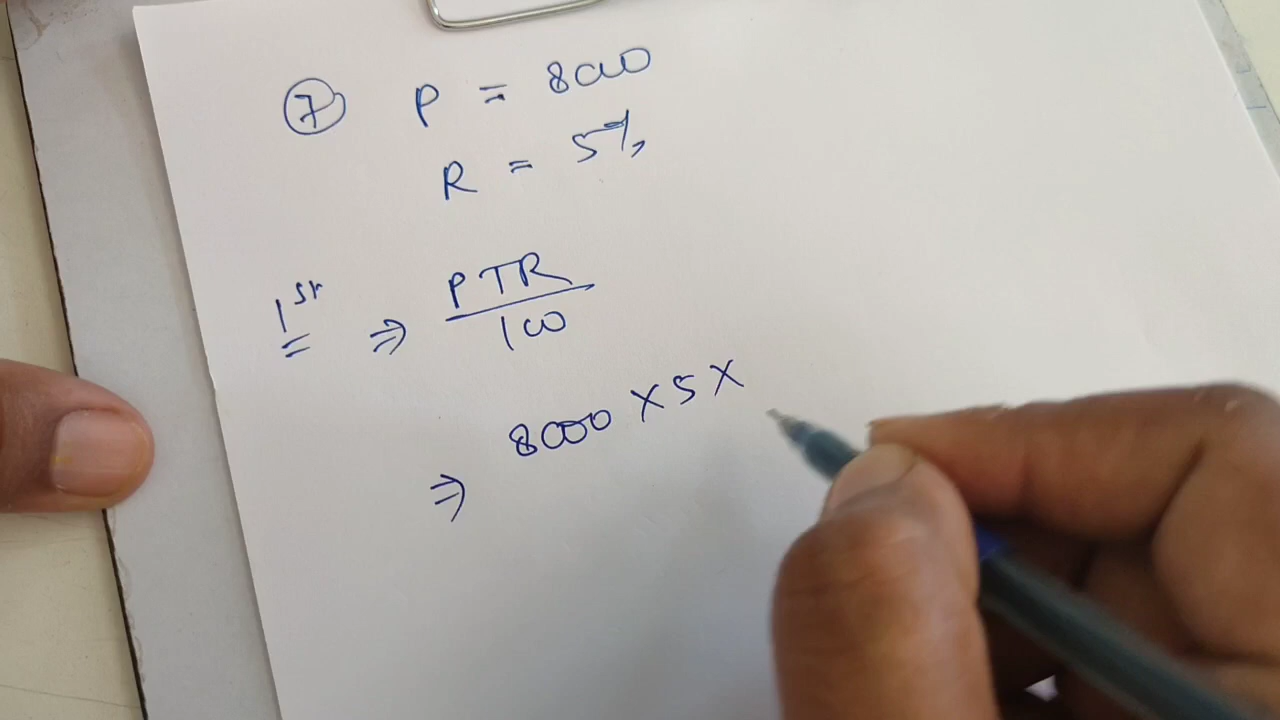 7 P = 8000
R = 5%
1st ⇒ PTR/100
⇒ 8000 × 5 ×